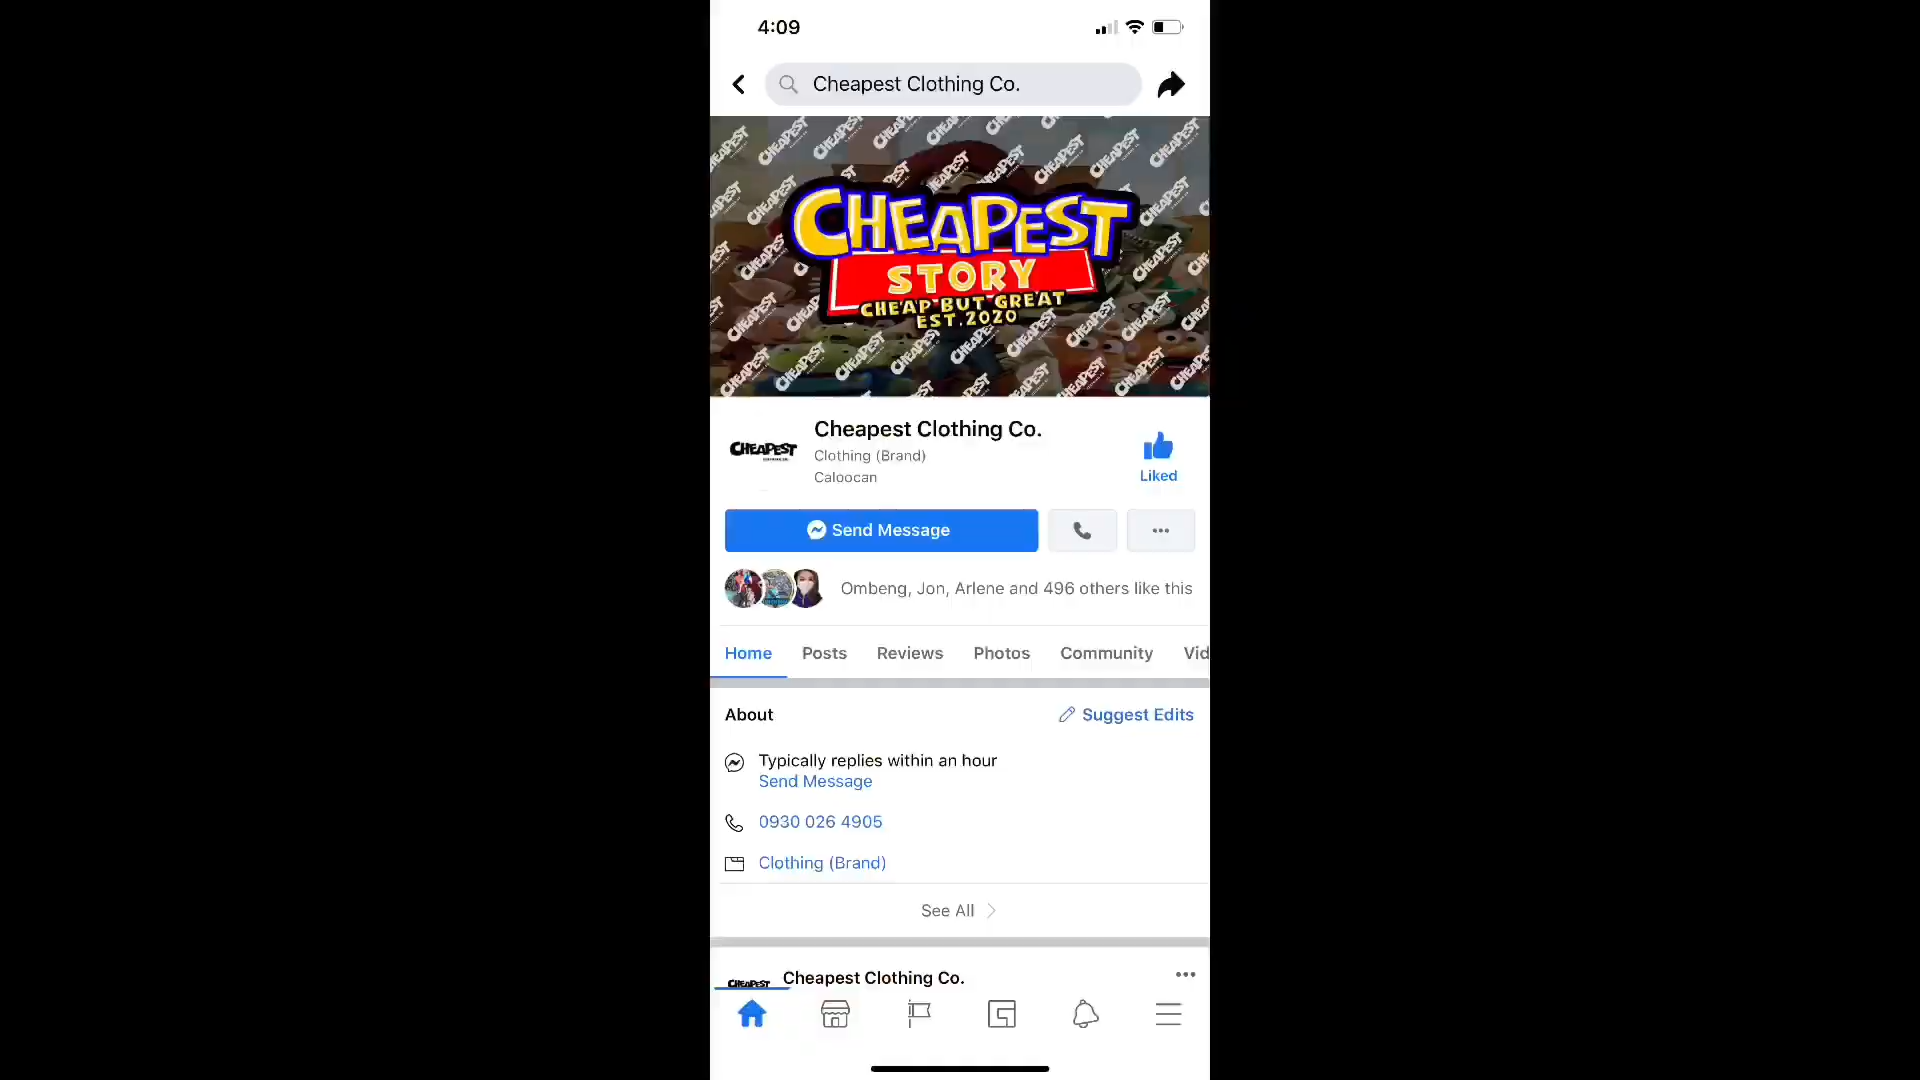 4:09
Cheapest Clothing Co.
CHEAPEST
STORY
CHEAP BUT GREAT
EST.2020
CHEAPEST
Cheapest Clothing Co.
Clothing (Brand)
Caloocan
Liked
Send Message
Ombeng, Jon, Arlene and 496 others like this
Home Posts Reviews Photos Community Vid
About
Suggest Edits
Typically replies within an hour
Send Message
0930 026 4905
Clothing (Brand)
See All
CHEAPEST
Cheapest Clothing Co.